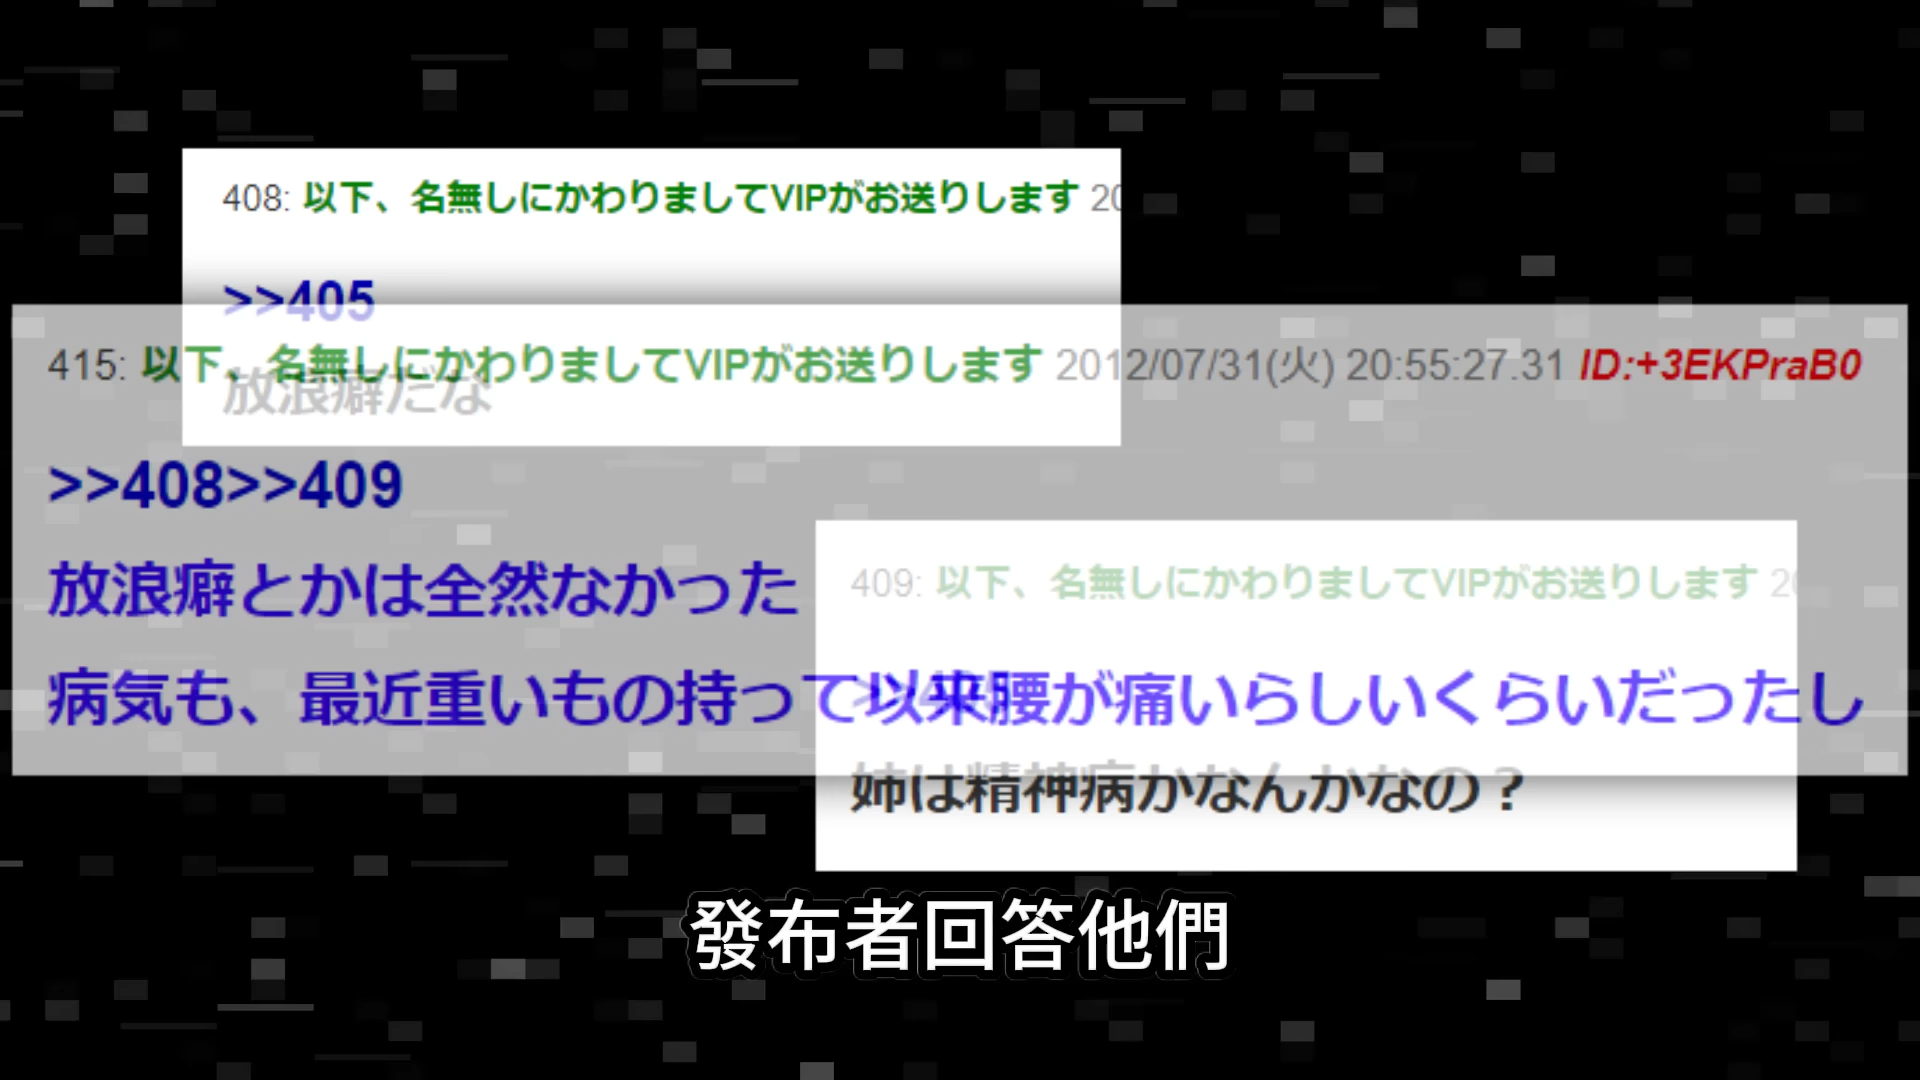 408: 以下、名無しにかわりましてVIPがお送りします 20
>>405
放浪癖だな
415: 以下、名無しにかわりましてVIPがお送りします 2012/07/31(火) 20:55:27.31 ID:+3EKPraB0
>>408>>409
放浪癖とかは全然なかった
病気も、最近重いもの持って以来腰が痛いらしいくらいだったし
409: 以下、名無しにかわりましてVIPがお送りします 20
姉は精神病かなんかなの？
發布者回答他們